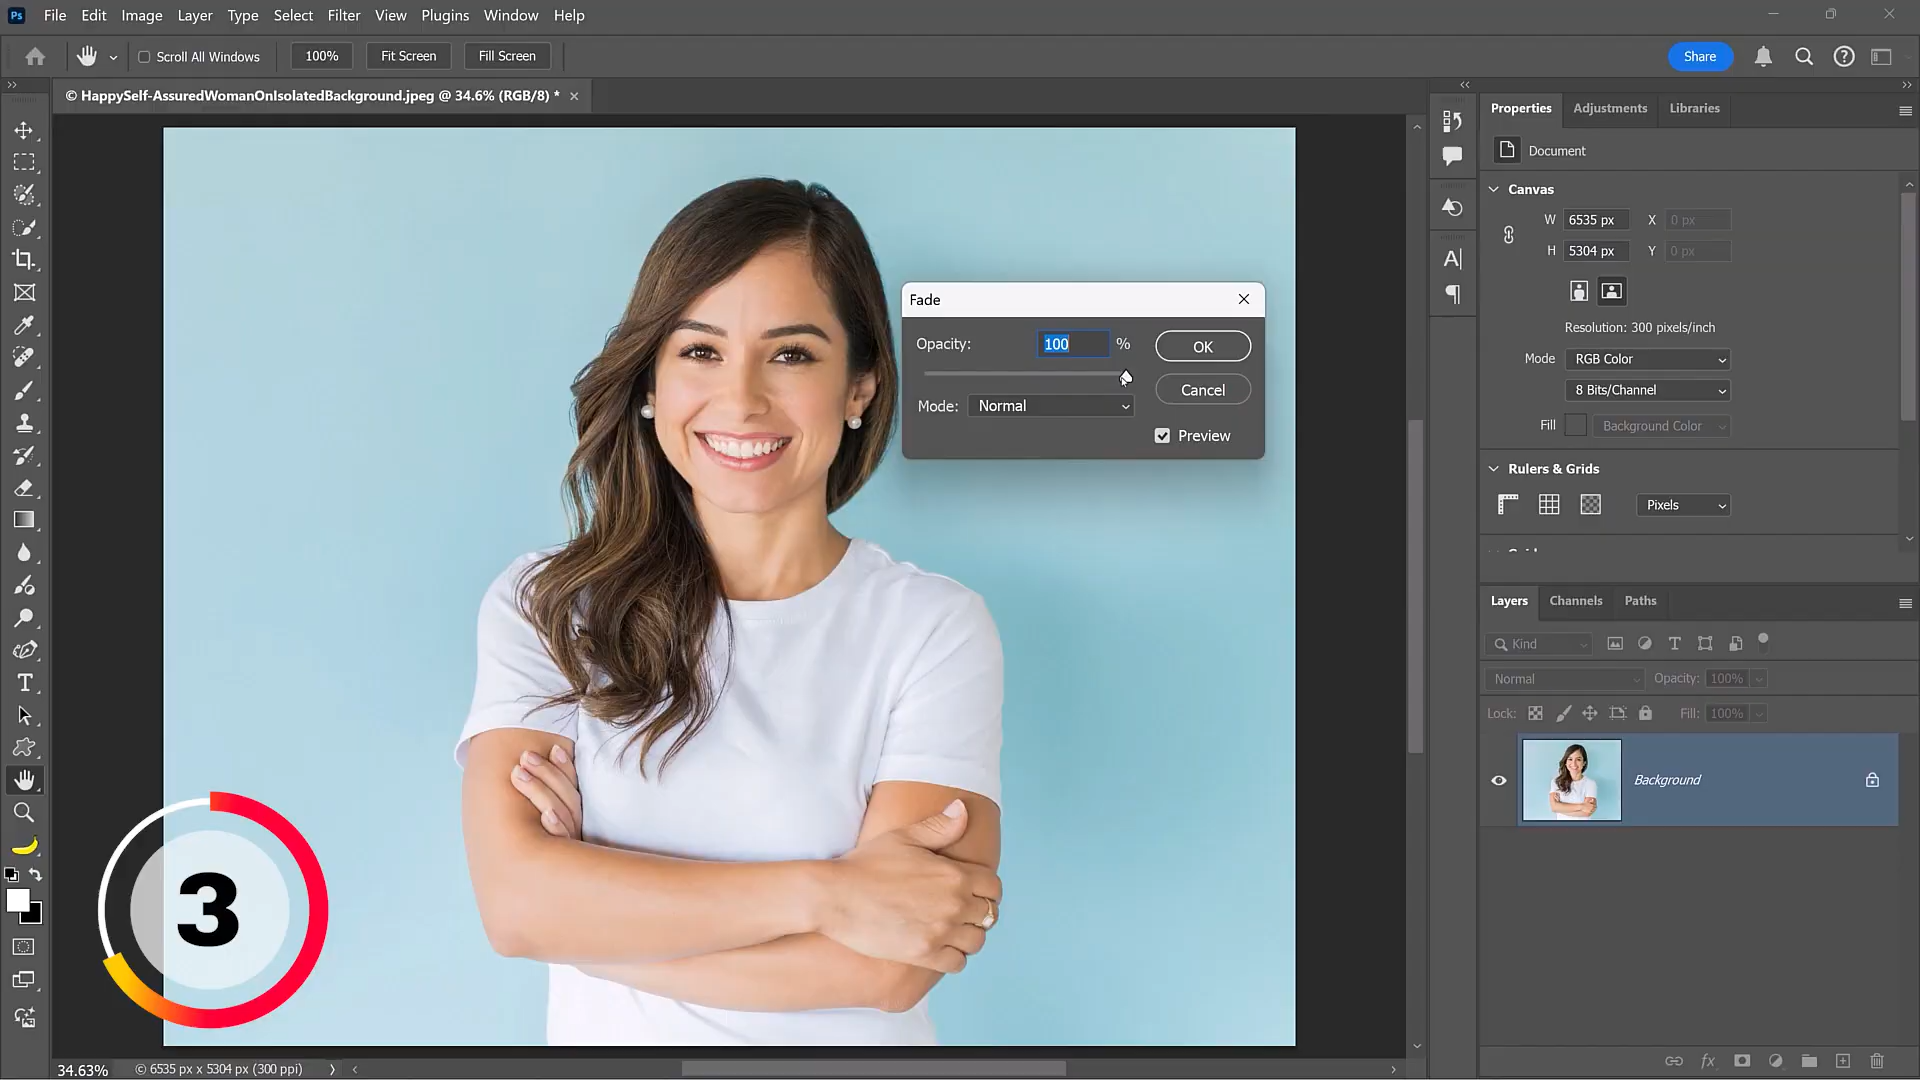 Ps File Edit Image Layer Type Select Filter View Plugins Window Help
Scroll All Windows 100% Fit Screen Fill Screen Share
© HappySelf-AssuredWomanOnIsolatedBackground.jpeg @ 34.6% (RGB/8) * ×
Properties Adjustments Libraries
Document
Canvas
W 6535 px X 0 px
H 5304 px Y 0 px
Resolution: 300 pixels/inch
Mode RGB Color
8 Bits/Channel
Fill Background Color
Rulers & Grids
Pixels
Fade
Opacity: 100 % OK
Cancel
Mode: Normal
Preview
Layers Channels Paths
Kind
Normal Opacity: 100%
Lock: Fill: 100%
Background
3
34.63% © 6535 px x 5304 px (300 ppi)